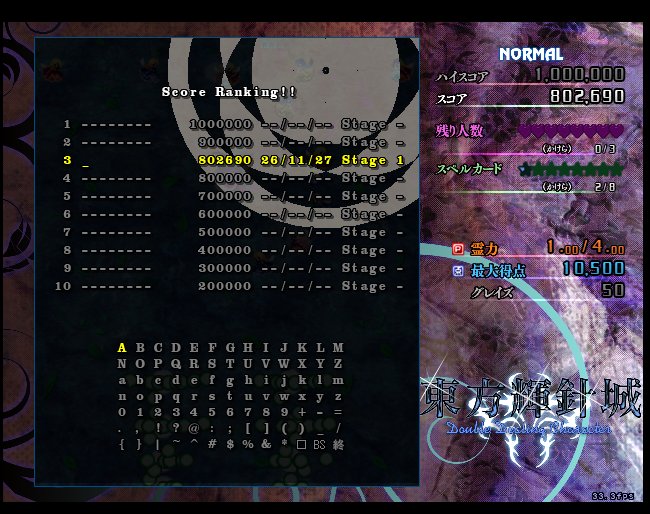 Score Ranking!!
1 -------- 1000000 --/--/-- Stage -
2 -------- 900000 --/--/-- Stage -
3 _ 802690 26/11/27 Stage 1
4 -------- 800000 --/--/-- Stage -
5 -------- 700000 --/--/-- Stage -
6 -------- 600000 --/--/-- Stage -
7 -------- 500000 --/--/-- Stage -
8 -------- 400000 --/--/-- Stage -
9 -------- 300000 --/--/-- Stage -
10 -------- 200000 --/--/-- Stage -
A B C D E F G H I J K L M
N O P Q R S T U V W X Y Z
a b c d e f g h i j k l m
n o p q r s t u v w x y z
0 1 2 3 4 5 6 7 8 9 + - =
. , ! ? @ : ; [ ] ( ) _ /
{ } | ~ ^ # $ % & * □ BS 終
NORMAL
ハイスコア 1,000,000
スコア 802,690
残り人数
(かけら) 0/3
スペルカード
(かけら) 2/8
P 霊力 1.00/4.00
最大得点 10,500
グレイズ 50
東方輝針城
Double Dealing Character
33.3fps